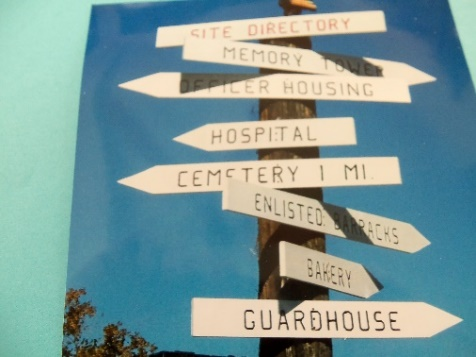 SITE DIRECTORY
MEMORY TOWER
OFFICER HOUSING
HOSPITAL
CEMETERY 1 MI.
ENLISTED BARRACKS
BAKERY
GUARDHOUSE